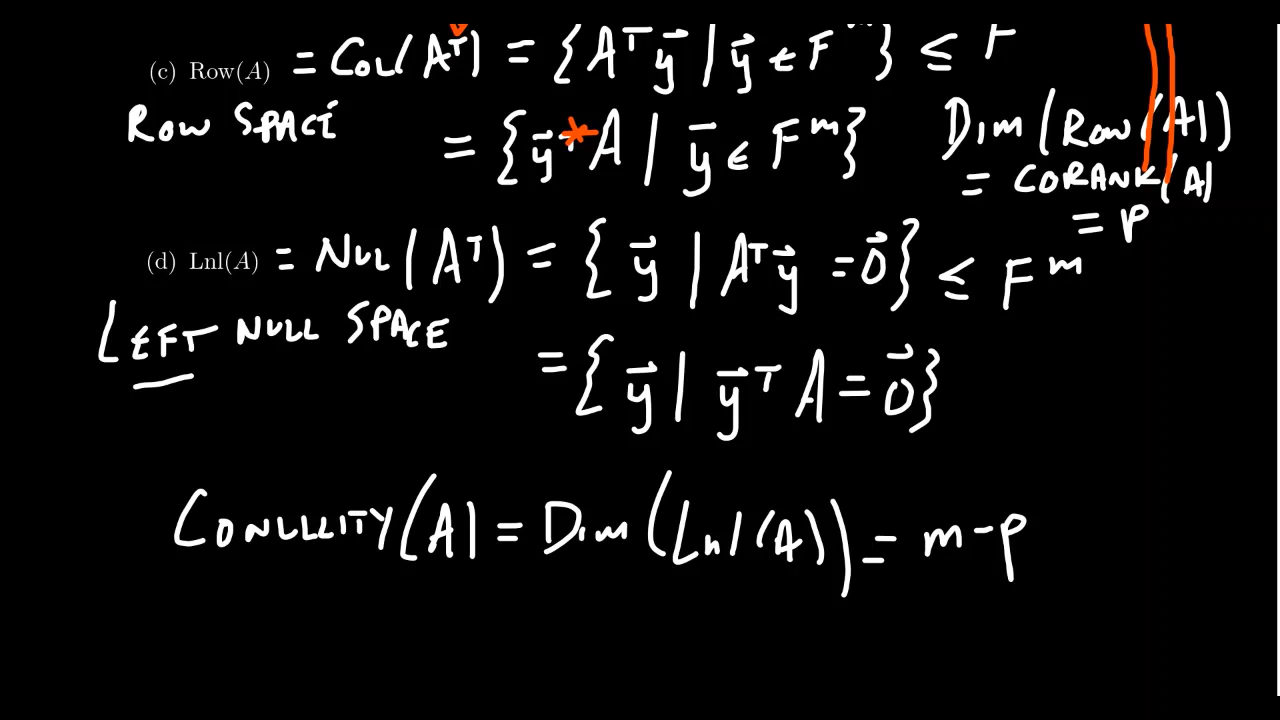 (c) Row(A) = Col(Aᵀ) = {Aᵀy⃗ | y⃗ ∈ Fᵐ} ≤ F
Row Space
= {y⃗ᵀ* A | y⃗ ∈ Fᵐ}
Dim(Row(A))
= corank(A)
= p
(d) Lnl(A) = Nul(Aᵀ) = {y⃗ | Aᵀy⃗ = 0⃗} ≤ Fᵐ
Left Null Space
= {y⃗ | y⃗ᵀ A = 0⃗}
Conullity(A) = Dim(Lnl(A)) = m-p